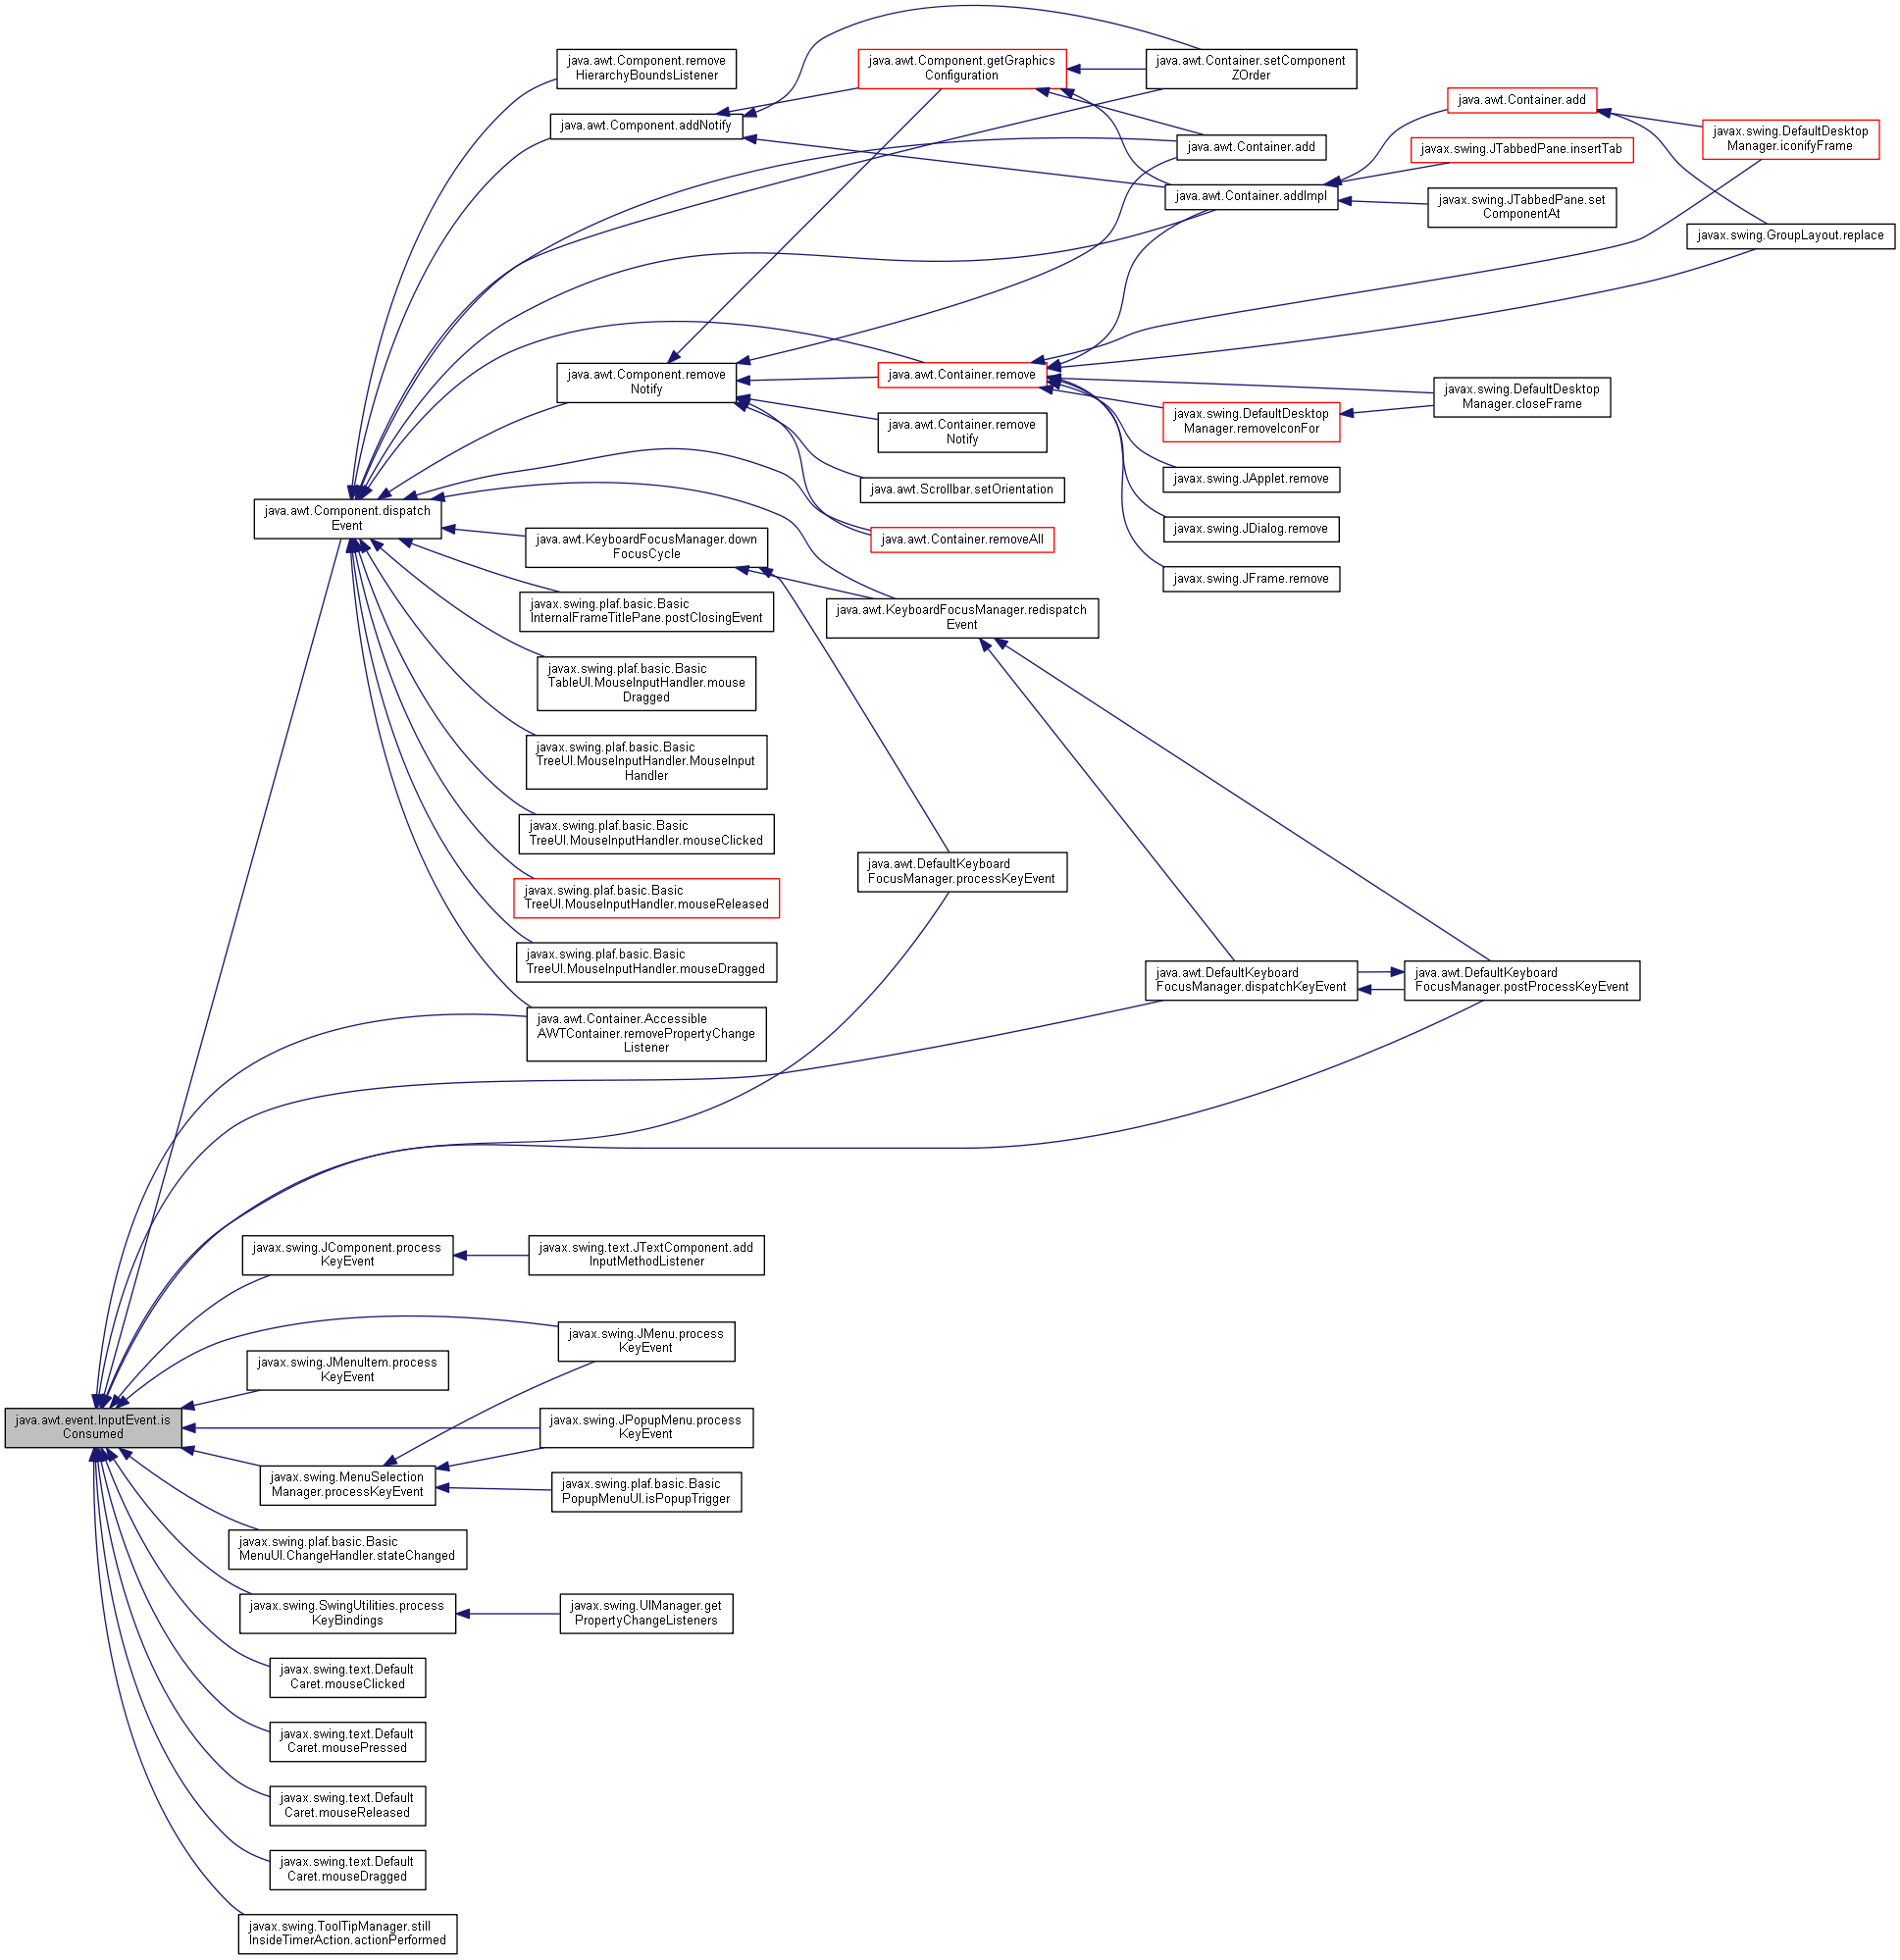 java.awt.Component.remove
HierarchyBoundsListener
java.awt.Component.addNotify
java.awt.Component.getGraphics
Configuration
java.awt.Container.setComponent
ZOrder
java.awt.Container.add
java.awt.Container.addImpl
java.awt.Container.add
javax.swing.JTabbedPane.insertTab
javax.swing.JTabbedPane.set
ComponentAt
javax.swing.DefaultDesktop
Manager.iconifyFrame
javax.swing.GroupLayout.replace
java.awt.Component.remove
Notify
java.awt.Container.remove
java.awt.Container.remove
Notify
java.awt.Scrollbar.setOrientation
java.awt.Container.removeAll
javax.swing.DefaultDesktop
Manager.removeIconFor
javax.swing.DefaultDesktop
Manager.closeFrame
javax.swing.JApplet.remove
javax.swing.JDialog.remove
javax.swing.JFrame.remove
java.awt.Component.dispatch
Event
java.awt.KeyboardFocusManager.down
FocusCycle
javax.swing.plaf.basic.Basic
InternalFrameTitlePane.postClosingEvent
java.awt.KeyboardFocusManager.redispatch
Event
javax.swing.plaf.basic.Basic
TableUI.MouseInputHandler.mouse
Dragged
javax.swing.plaf.basic.Basic
TreeUI.MouseInputHandler.MouseInput
Handler
javax.swing.plaf.basic.Basic
TreeUI.MouseInputHandler.mouseClicked
javax.swing.plaf.basic.Basic
TreeUI.MouseInputHandler.mouseReleased
javax.swing.plaf.basic.Basic
TreeUI.MouseInputHandler.mouseDragged
java.awt.Container.Accessible
AWTContainer.removePropertyChange
Listener
java.awt.DefaultKeyboard
FocusManager.processKeyEvent
java.awt.DefaultKeyboard
FocusManager.dispatchKeyEvent
java.awt.DefaultKeyboard
FocusManager.postProcessKeyEvent
javax.swing.JComponent.process
KeyEvent
javax.swing.text.JTextComponent.add
InputMethodListener
javax.swing.JMenu.process
KeyEvent
javax.swing.JMenuItem.process
KeyEvent
java.awt.event.InputEvent.is
Consumed
javax.swing.JPopupMenu.process
KeyEvent
javax.swing.MenuSelection
Manager.processKeyEvent
javax.swing.plaf.basic.Basic
PopupMenuUI.isPopupTrigger
javax.swing.plaf.basic.Basic
MenuUI.ChangeHandler.stateChanged
javax.swing.SwingUtilities.process
KeyBindings
javax.swing.UIManager.get
PropertyChangeListeners
javax.swing.text.Default
Caret.mouseClicked
javax.swing.text.Default
Caret.mousePressed
javax.swing.text.Default
Caret.mouseReleased
javax.swing.text.Default
Caret.mouseDragged
javax.swing.ToolTipManager.still
InsideTimerAction.actionPerformed